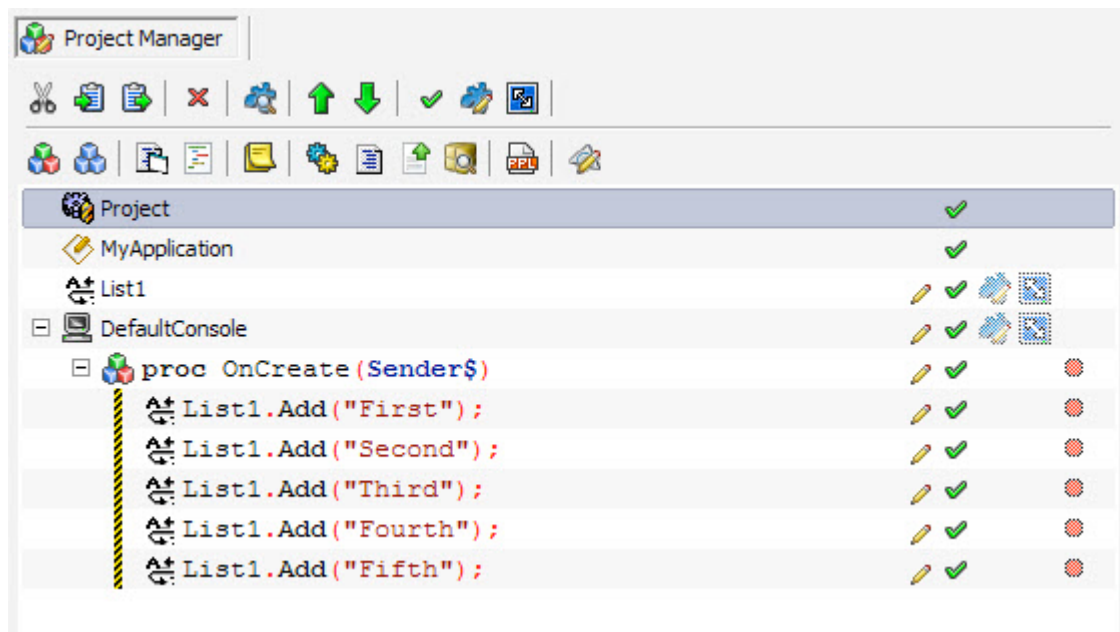 Project Manager
PPL
Project
MyApplication
List1
DefaultConsole
proc OnCreate(Sender$)
List1.Add("First");
List1.Add("Second");
List1.Add("Third");
List1.Add("Fourth");
List1.Add("Fifth");